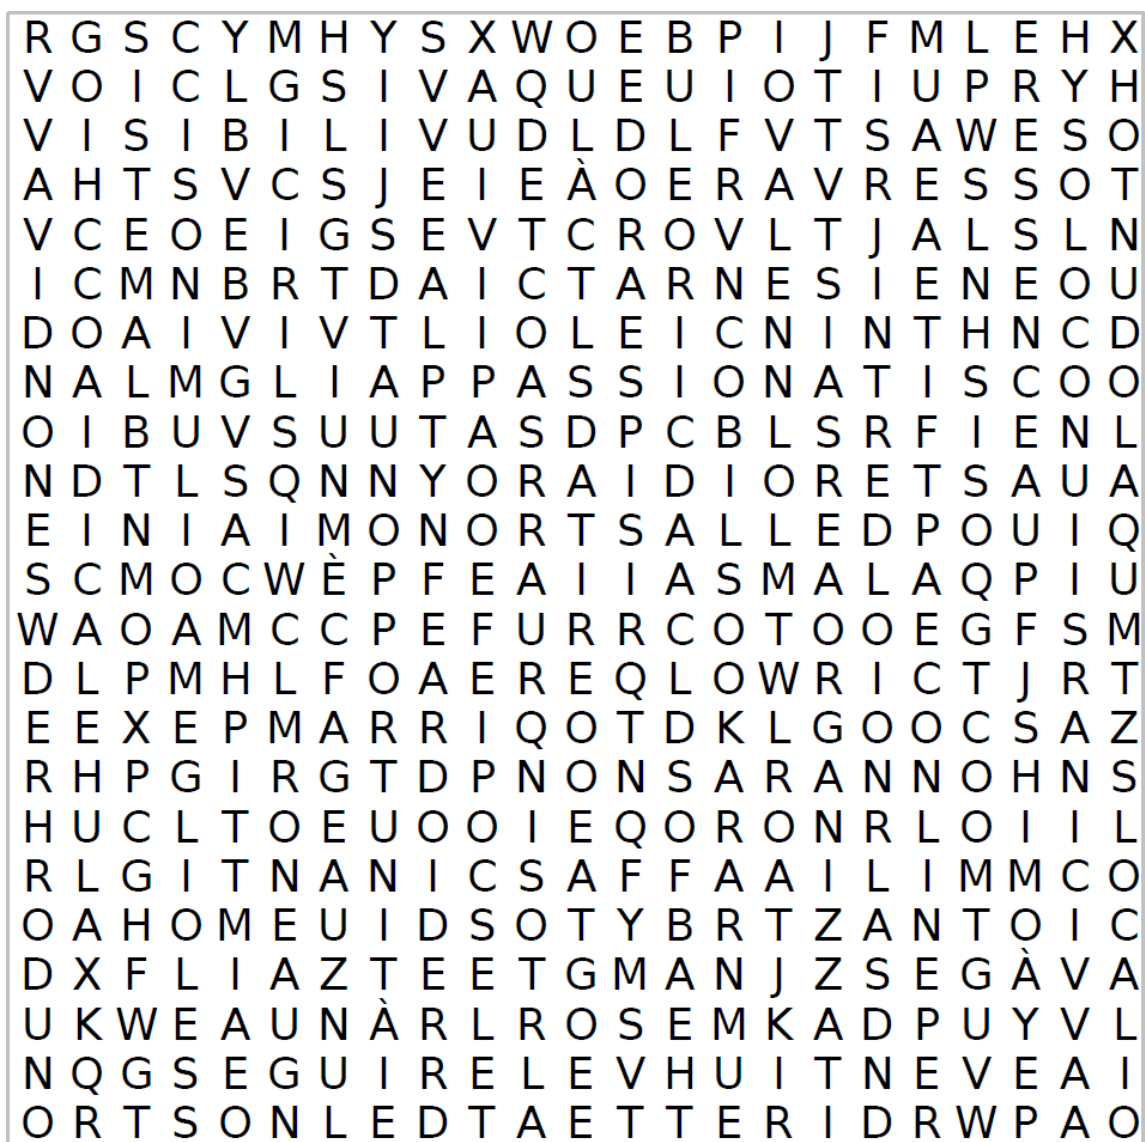 R G S C Y M H Y S X W O E B P I J F M L E H X
V O I C L G S I V A Q U E U I O T I U P R Y H
V I S I B I L I V U D L D L F V T S A W E S O
A H T S V C S J E I E À O E R A V R E S S O T
V C E O E I G S E V T C R O V L T J A L S L N
I C M N B R T D A I C T A R N E S I E N E O U
D O A I V I V T L I O L E I C N I N T H N C D
N A L M G L I A P P A S S I O N A T I S C O O
O I B U V S U U T A S D P C B L S R F I E N L
N D T L S Q N N Y O R A I D I O R E T S A U A
E I N I A I M O N O R T S A L L E D P O U I Q
S C M O C W È P F E A I I A S M A L A Q P I U
W A O A M C C P E F U R R C O T O O E G F S M
D L P M H L F O A E R E Q L O W R I C T J R T
E E X E P M A R R I Q O T D K L G O O C S A Z
R H P G I R G T D P N O N S A R A N N O H N S
H U C L T O E U O O I E Q O R O N R L O I I L
R L G I T N A N I C S A F F A A I L I M M C O
O A H O M E U I D S O T Y B R T Z A N T O I C
D X F L I A Z T E E T G M A N J Z S E G À V A
U K W E A U N À R L R O S E M K A D P U Y V L
N Q G S E G U I R E L E V H U I T N E V E A I
O R T S O N L E D T A E T T E R I D R W P A O